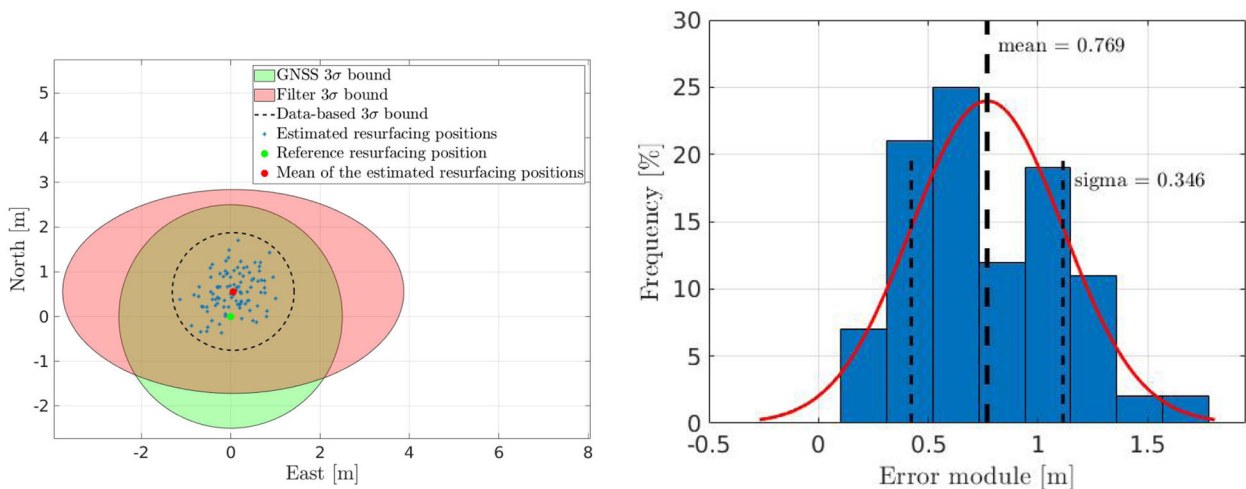 GNSS 3σ bound
Filter 3σ bound
Data-based 3σ bound
Estimated resurfacing positions
Reference resurfacing position
Mean of the estimated resurfacing positions
5
4
3
2
1
0
-1
-2
North [m]
-2
0
2
4
6
8
East [m]
30
25
20
15
10
5
0
Frequency [%]
mean = 0.769
sigma = 0.346
-0.5
0
0.5
1
1.5
Error module [m]